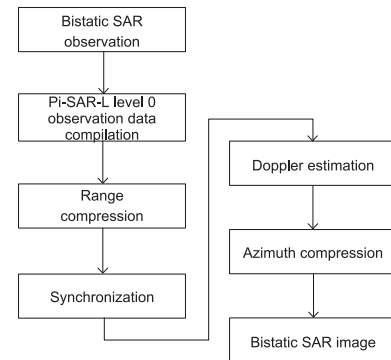 Bistatic SAR
observation
Pi-SAR-L level 0
observation data
compilation
Range
compression
Synchronization
Doppler estimation
Azimuth compression
Bistatic SAR image